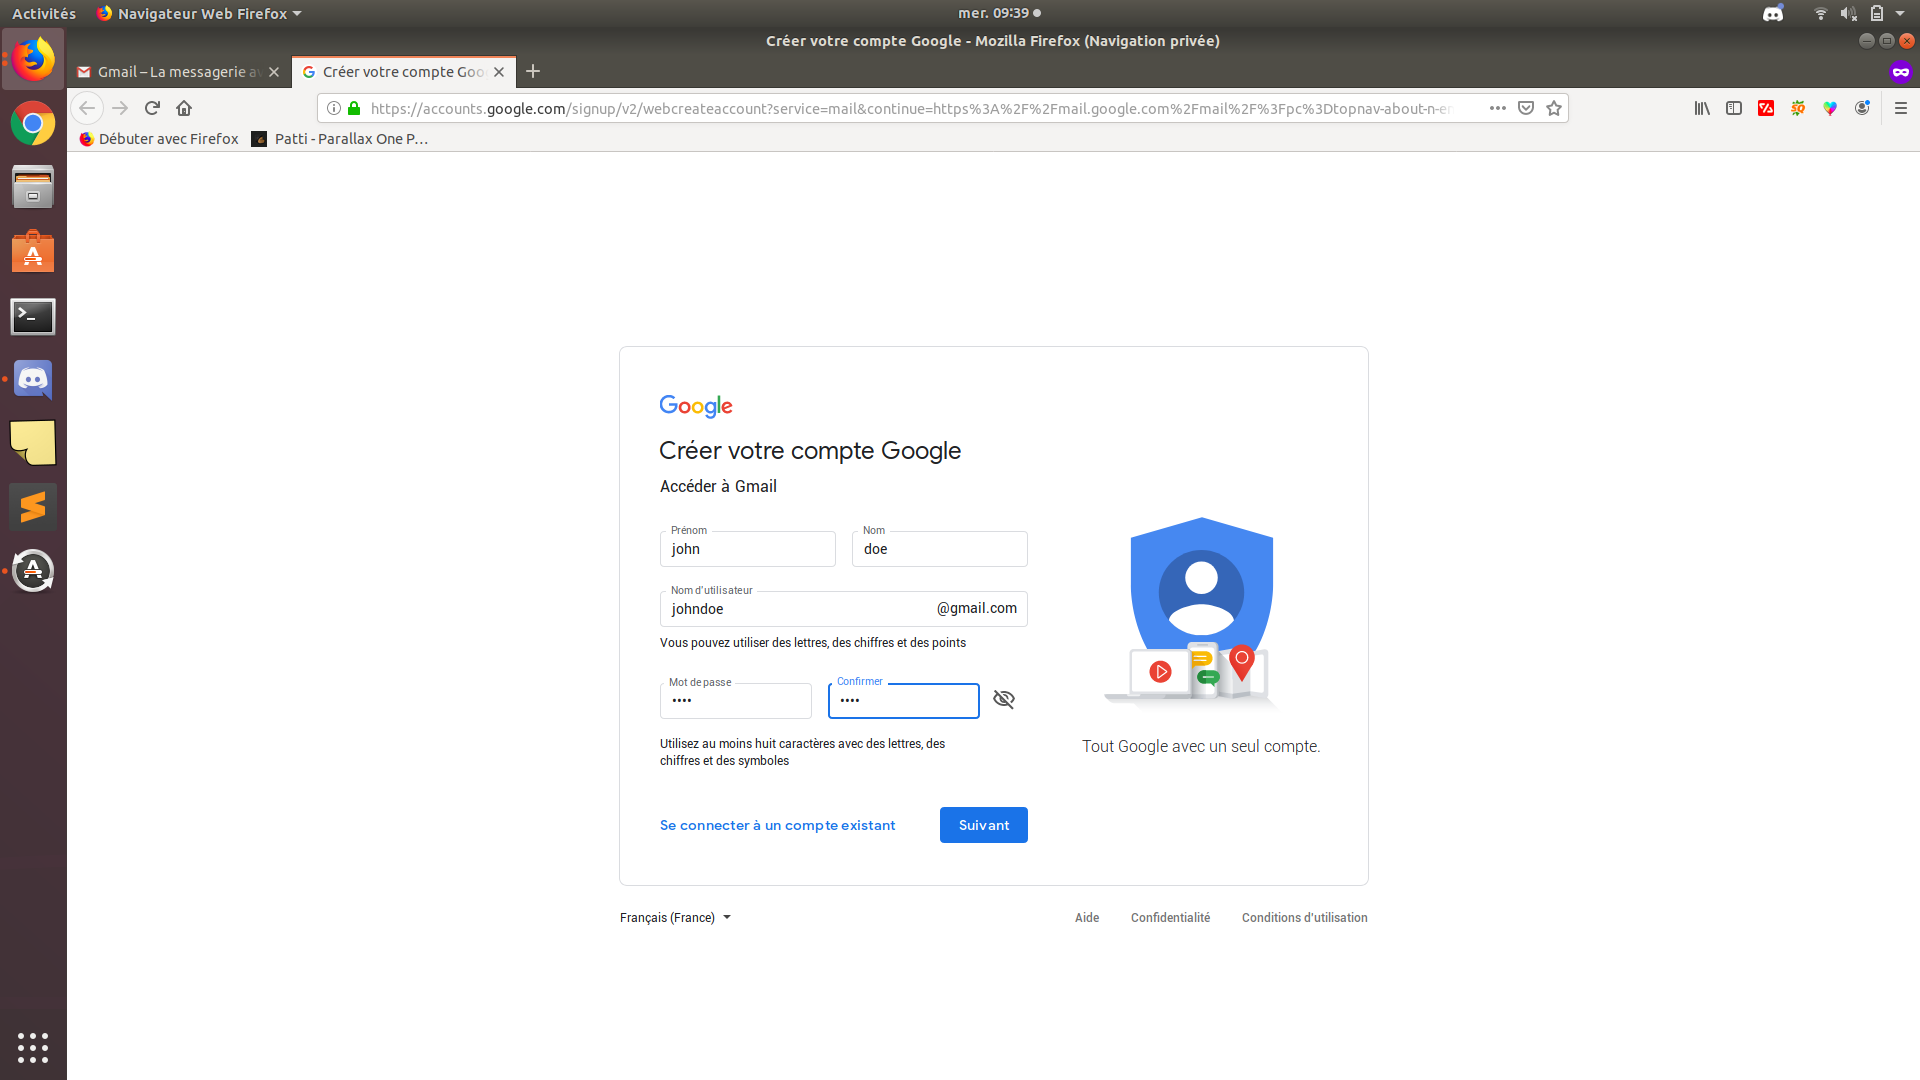 Activités
Navigateur Web Firefox
mer. 09:39
Créer votre compte Google - Mozilla Firefox (Navigation privée)
Gmail – La messagerie av
Créer votre compte Goo
https://accounts.google.com/signup/v2/webcreateaccount?service=mail&continue=https%3A%2F%2Fmail.google.com%2Fmail%2F%3Fpc%3Dtopnav-about-n-en
Débuter avec Firefox
Patti - Parallax One P…
Google
Créer votre compte Google
Accéder à Gmail
Prénom
Nom
john
doe
Nom d'utilisateur
johndoe
@gmail.com
Vous pouvez utiliser des lettres, des chiffres et des points
Mot de passe
Confirmer
••••
••••
Utilisez au moins huit caractères avec des lettres, des
chiffres et des symboles
Tout Google avec un seul compte.
Se connecter à un compte existant
Suivant
Français (France)
Aide
Confidentialité
Conditions d'utilisation